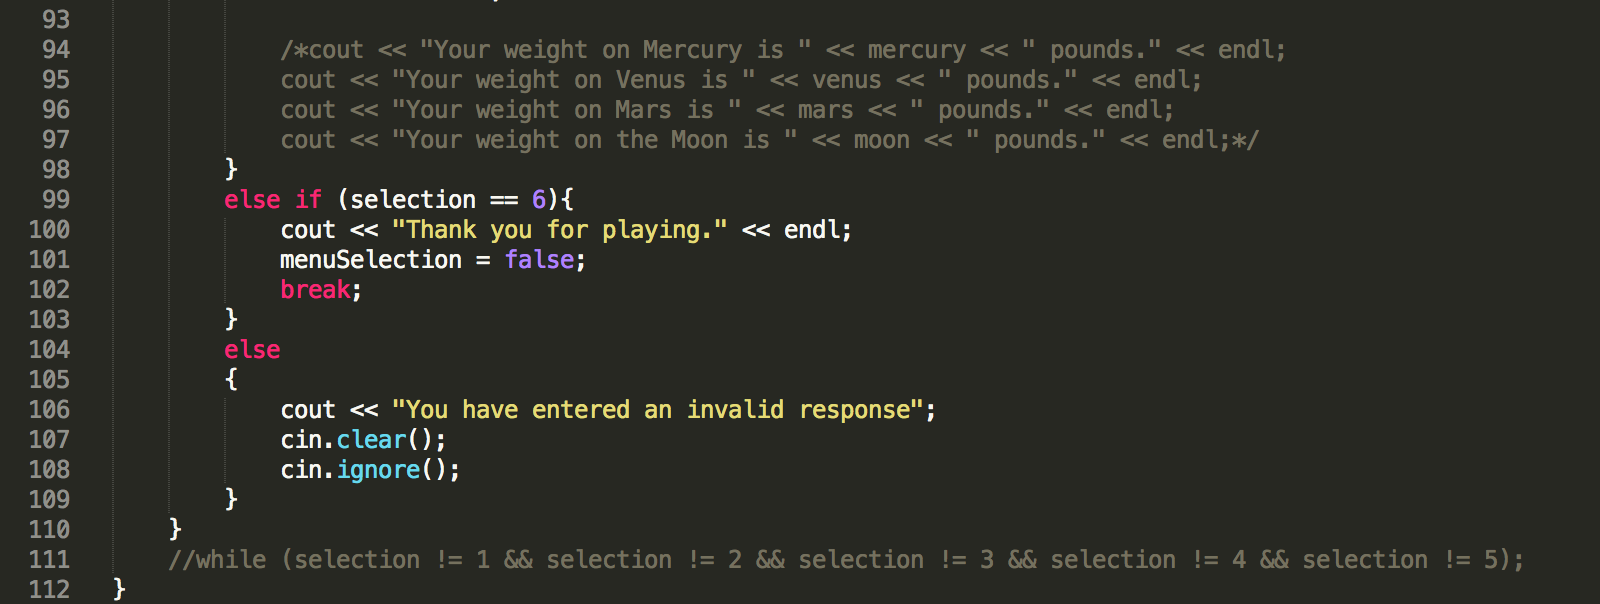 93
94 /*cout << "Your weight on Mercury is " << mercury << " pounds." << endl;
95 cout << "Your weight on Venus is " << venus << " pounds." << endl;
96 cout << "Your weight on Mars is " << mars << " pounds." << endl;
97 cout << "Your weight on the Moon is " << moon << " pounds." << endl;*/
98 }
99 else if (selection == 6){
100 cout << "Thank you for playing." << endl;
101 menuSelection = false;
102 break;
103 }
104 else
105 {
106 cout << "You have entered an invalid response";
107 cin.clear();
108 cin.ignore();
109 }
110 }
111 //while (selection != 1 && selection != 2 && selection != 3 && selection != 4 && selection != 5);
112 }